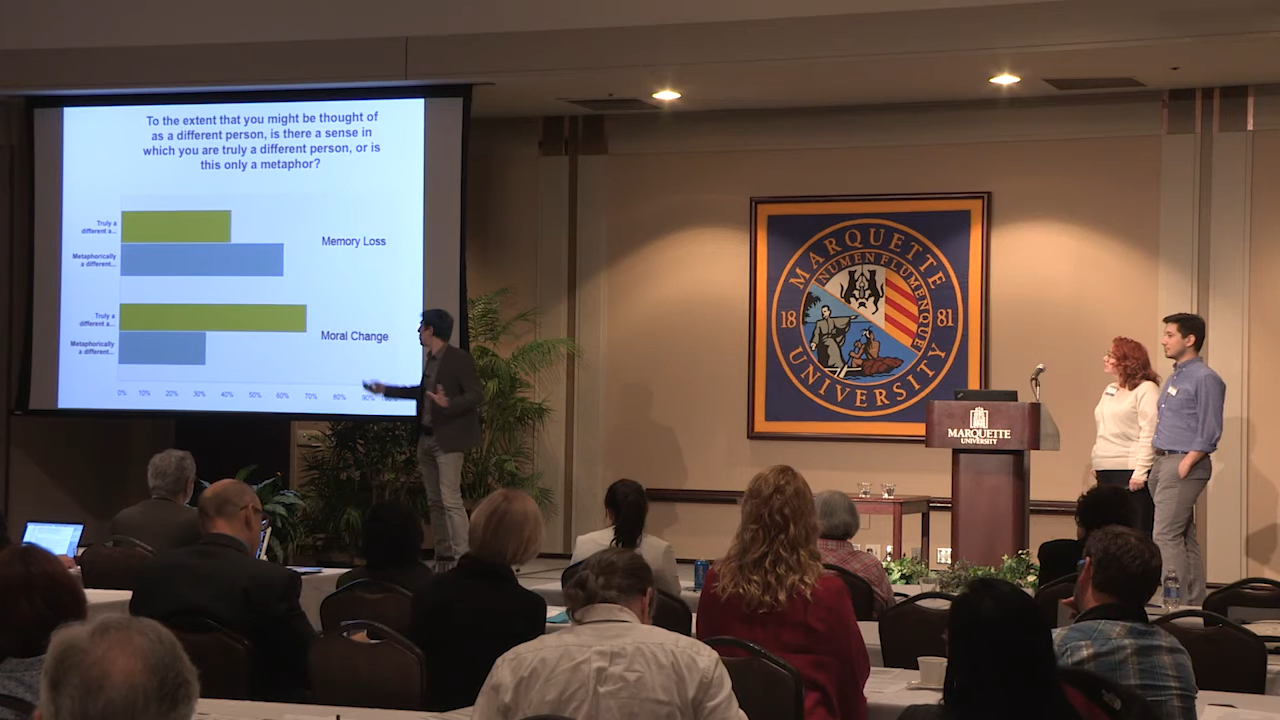 To the extent that you might be thought of
as a different person, is there a sense in
which you are truly a different person, or is
this only a metaphor?
Truly a
different a...
Metaphorically
a different...
Memory Loss
Truly a
different a...
Metaphorically
a different...
Moral Change
0% 10% 20% 30% 40% 50% 60% 70% 80% 90%
MARQUETTE
NUMEN FLUMENQUE
18 81
UNIVERSITY
MARQUETTE
UNIVERSITY